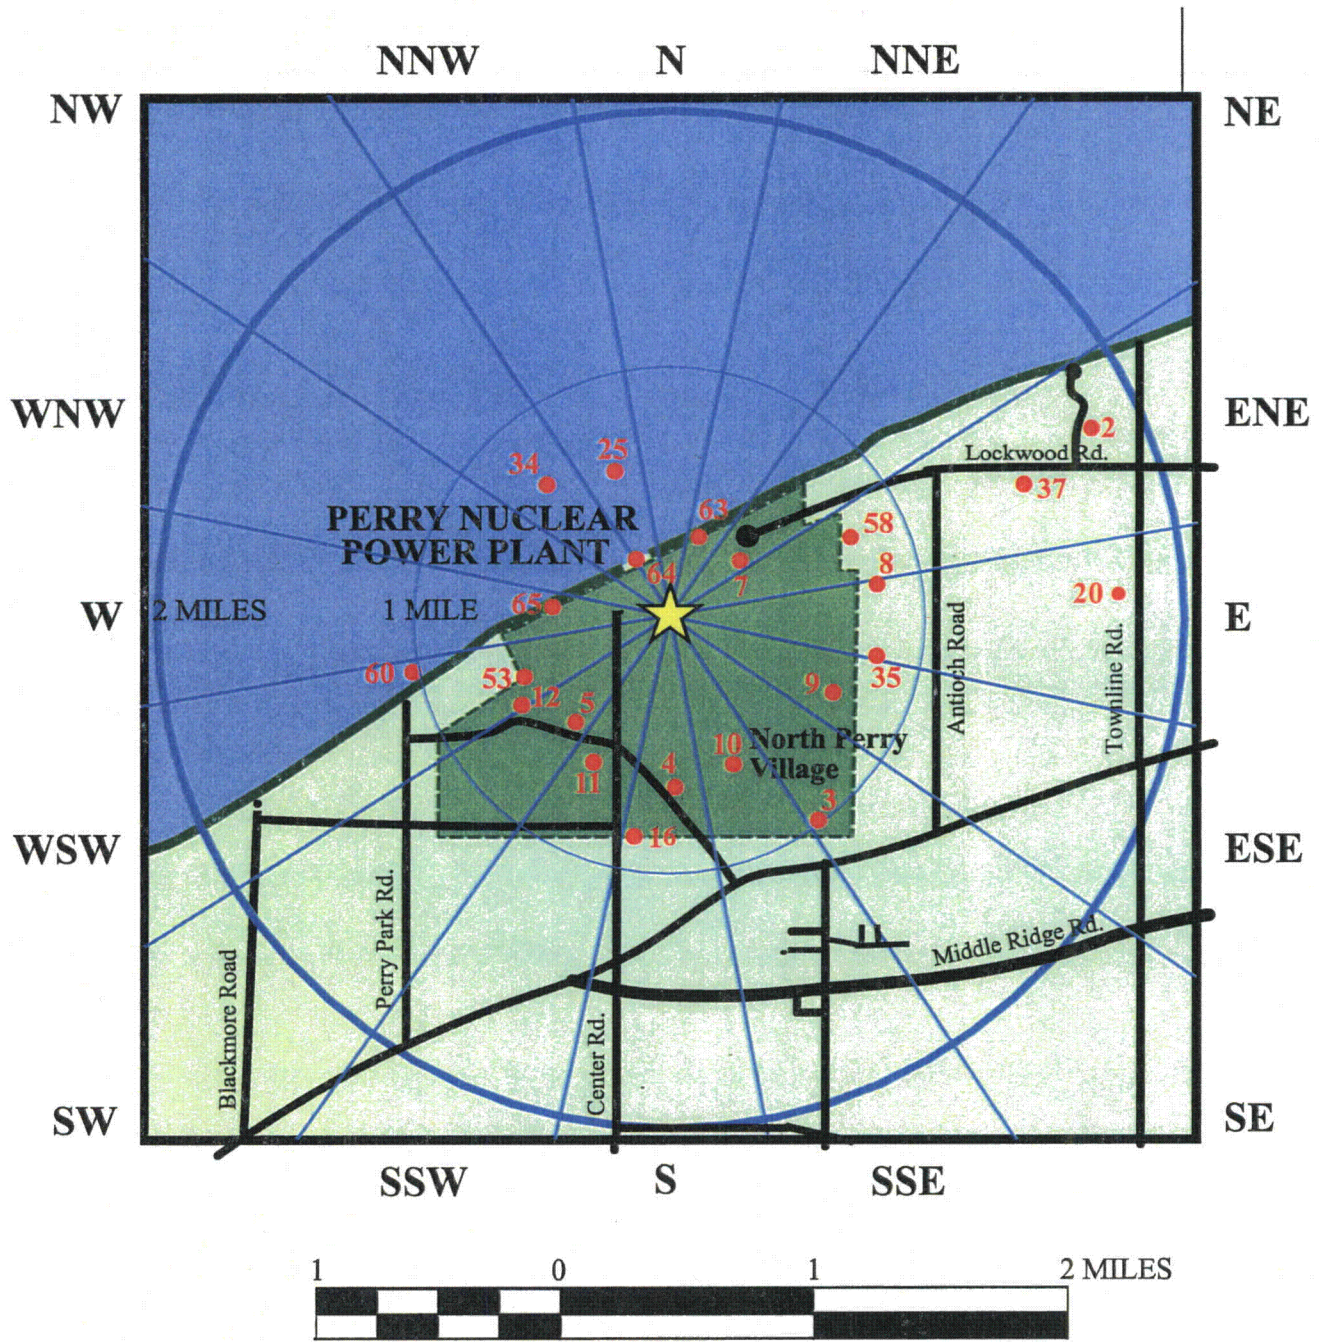 NNW N NNE
NW NE
WNW ENE
2
Lockwood Rd.
25
34
37
63
PERRY NUCLEAR
POWER PLANT
58
64
7
8
20
65
W 2 MILES 1 MILE E
60
53
12
5
9
35
Antioch Road
Townline Rd.
10 North Perry
Village
11
4
3
16
WSW ESE
Perry Park Rd.
Middle Ridge Rd.
Blackmore Road
Center Rd.
SW SE
SSW S SSE
1 0 1 2 MILES